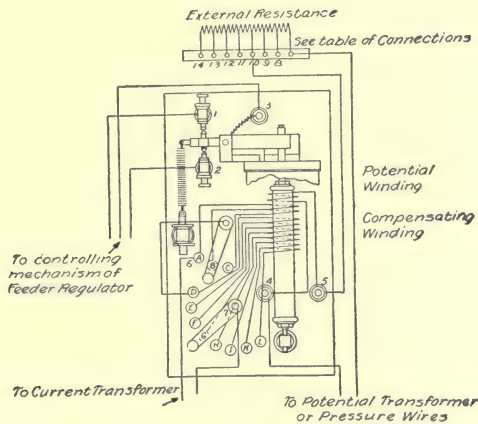 External Resistance
See table of Connections
14 13 12 11 10 9 8
1
3
2
Potential
Winding
Compensating
Winding
6 A
B C
D
E
F
7
G
H I K L
4
5
To controlling
mechanism of
Feeder Regulator
To Current Transformer
To Potential Transformer
or Pressure Wires